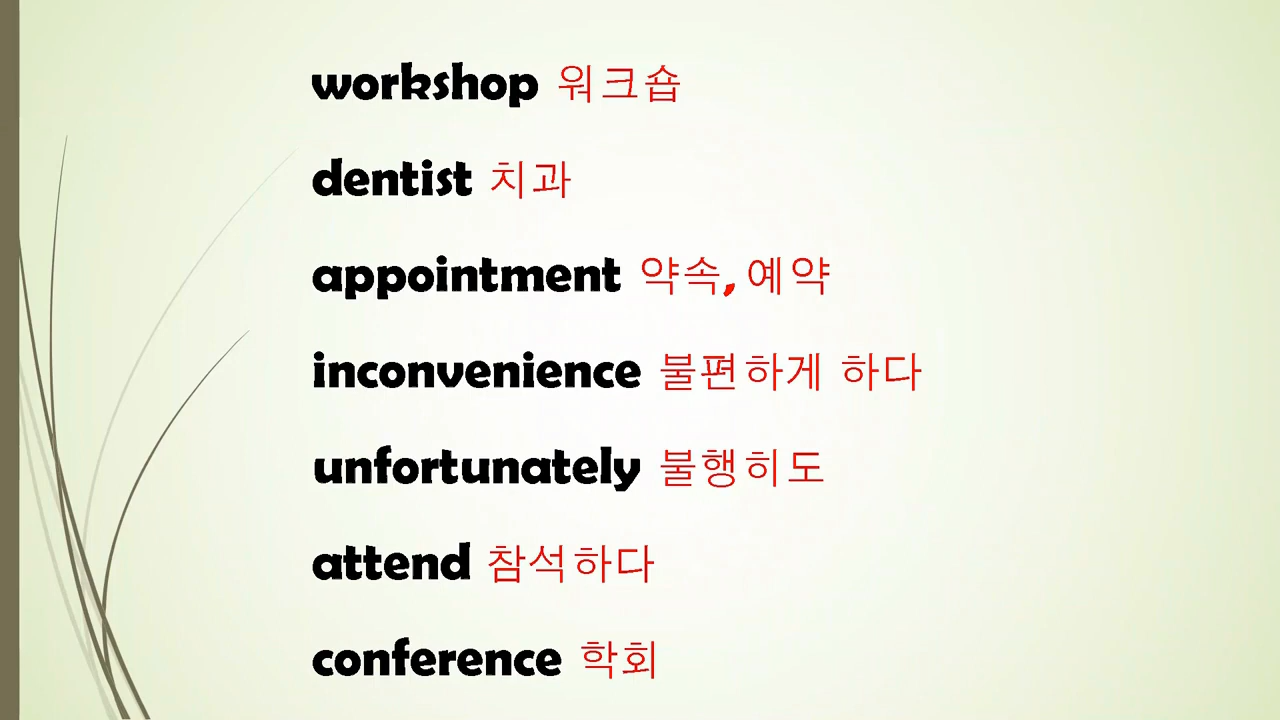 workshop 워크숍
dentist 치과
appointment 약속, 예약
inconvenience 불편하게 하다
unfortunately 불행히도
attend 참석하다
conference 학회